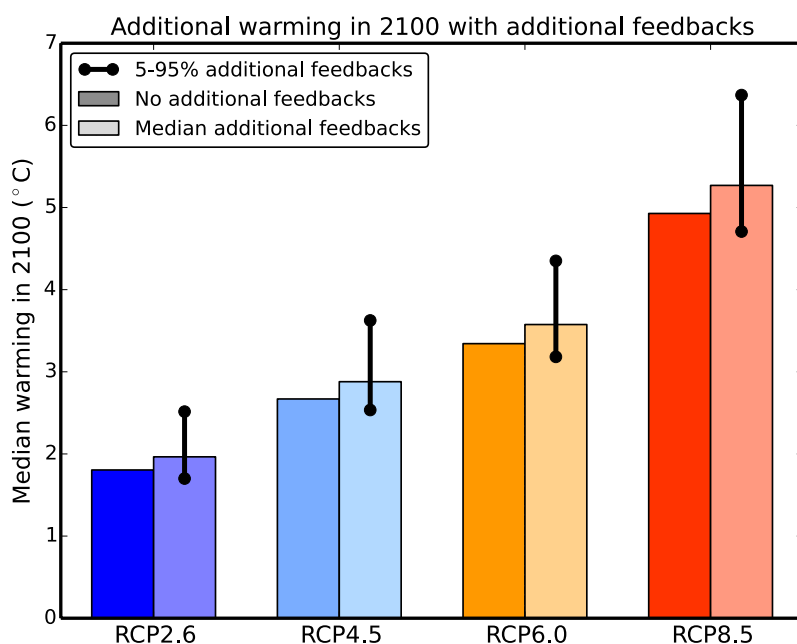 Additional warming in 2100 with additional feedbacks
7
6
5
4
3
2
1
0
Median warming in 2100 (°C)
5-95% additional feedbacks
No additional feedbacks
Median additional feedbacks
RCP2.6 RCP4.5 RCP6.0 RCP8.5